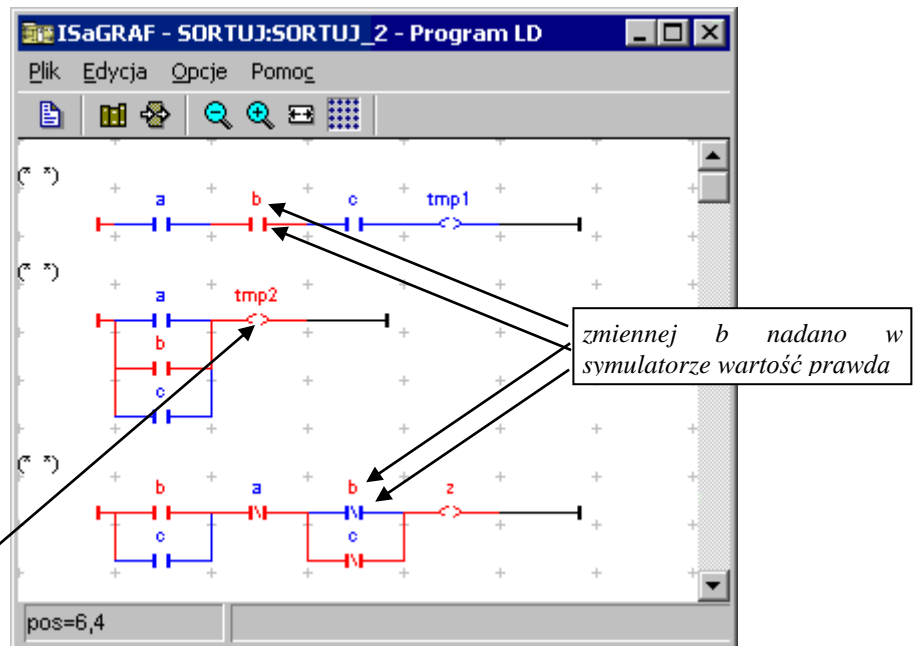 ISaGRAF - SORTUJ:SORTUJ_2 - Program LD
Plik Edycja Opcje Pomoc
(* *)
a b c tmp1
(* *)
a tmp2
b
c
zmiennej b nadano w
symulatorze wartość prawda
(* *)
b a b z
c c
pos=6,4